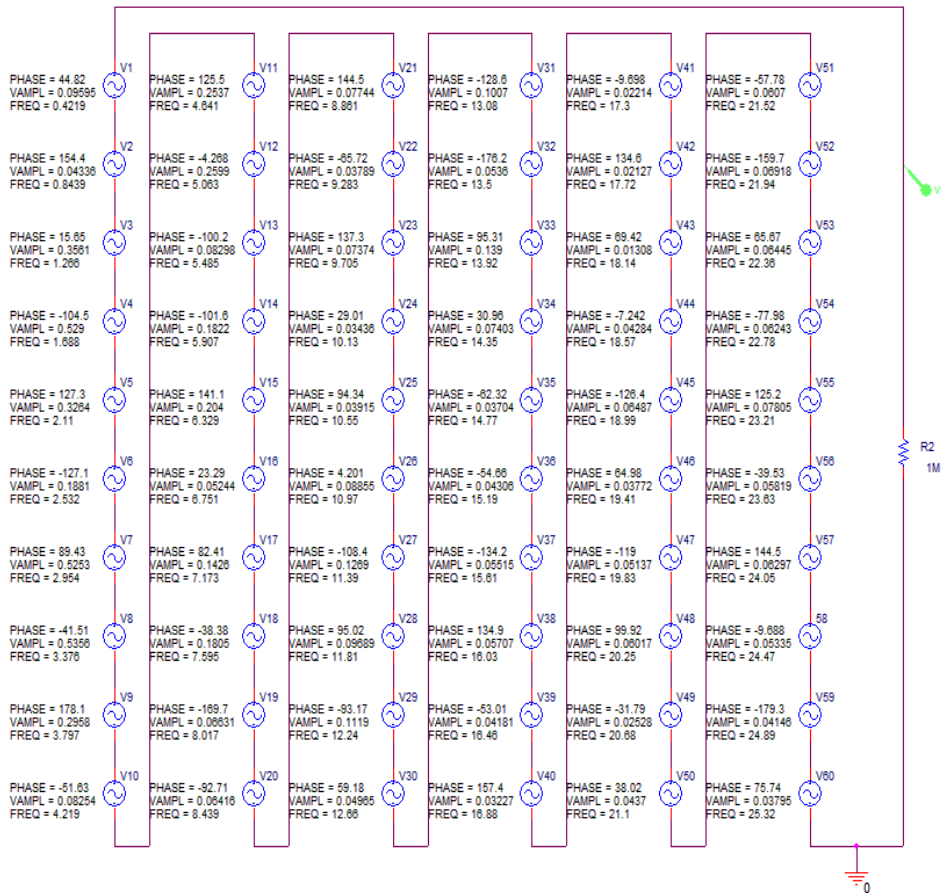 V1
PHASE = 44.82
VAMPL = 0.09595
FREQ = 0.4219
V11
PHASE = 125.5
VAMPL = 0.2537
FREQ = 4.641
V21
PHASE = 144.5
VAMPL = 0.07744
FREQ = 8.861
V31
PHASE = -128.6
VAMPL = 0.1007
FREQ = 13.08
V41
PHASE = -9.698
VAMPL = 0.02214
FREQ = 17.3
V51
PHASE = -57.78
VAMPL = 0.0607
FREQ = 21.52
V2
PHASE = 154.4
VAMPL = 0.04336
FREQ = 0.8439
V12
PHASE = -4.268
VAMPL = 0.2599
FREQ = 5.063
V22
PHASE = -65.72
VAMPL = 0.03789
FREQ = 9.283
V32
PHASE = -176.2
VAMPL = 0.0536
FREQ = 13.5
V42
PHASE = 134.6
VAMPL = 0.02127
FREQ = 17.72
V52
PHASE = -159.7
VAMPL = 0.06918
FREQ = 21.94
V
V3
PHASE = 15.65
VAMPL = 0.3561
FREQ = 1.266
V13
PHASE = -100.2
VAMPL = 0.08298
FREQ = 5.485
V23
PHASE = 137.3
VAMPL = 0.07374
FREQ = 9.705
V33
PHASE = 95.31
VAMPL = 0.139
FREQ = 13.92
V43
PHASE = 69.42
VAMPL = 0.01308
FREQ = 18.14
V53
PHASE = 65.67
VAMPL = 0.06445
FREQ = 22.36
V4
PHASE = -104.5
VAMPL = 0.529
FREQ = 1.688
V14
PHASE = -101.6
VAMPL = 0.1822
FREQ = 5.907
V24
PHASE = 29.01
VAMPL = 0.03436
FREQ = 10.13
V34
PHASE = 30.96
VAMPL = 0.07403
FREQ = 14.35
V44
PHASE = -7.242
VAMPL = 0.04284
FREQ = 18.57
V54
PHASE = -77.98
VAMPL = 0.06243
FREQ = 22.78
V5
PHASE = 127.3
VAMPL = 0.3264
FREQ = 2.11
V15
PHASE = 141.1
VAMPL = 0.204
FREQ = 6.329
V25
PHASE = 94.34
VAMPL = 0.03915
FREQ = 10.55
V35
PHASE = -62.32
VAMPL = 0.03704
FREQ = 14.77
V45
PHASE = -126.4
VAMPL = 0.06487
FREQ = 18.99
V55
PHASE = 125.2
VAMPL = 0.07805
FREQ = 23.21
R2
1M
V6
PHASE = -127.1
VAMPL = 0.1881
FREQ = 2.532
V16
PHASE = 23.29
VAMPL = 0.05244
FREQ = 6.751
V26
PHASE = 4.201
VAMPL = 0.08855
FREQ = 10.97
V36
PHASE = -54.66
VAMPL = 0.04306
FREQ = 15.19
V46
PHASE = 64.98
VAMPL = 0.03772
FREQ = 19.41
V56
PHASE = -39.53
VAMPL = 0.05819
FREQ = 23.63
V7
PHASE = 89.43
VAMPL = 0.5253
FREQ = 2.954
V17
PHASE = 82.41
VAMPL = 0.1426
FREQ = 7.173
V27
PHASE = -108.4
VAMPL = 0.1269
FREQ = 11.39
V37
PHASE = -134.2
VAMPL = 0.05515
FREQ = 15.61
V47
PHASE = -119
VAMPL = 0.05137
FREQ = 19.83
V57
PHASE = 144.5
VAMPL = 0.06297
FREQ = 24.05
V8
PHASE = -41.51
VAMPL = 0.5356
FREQ = 3.376
V18
PHASE = -38.38
VAMPL = 0.1805
FREQ = 7.595
V28
PHASE = 95.02
VAMPL = 0.09689
FREQ = 11.81
V38
PHASE = 134.9
VAMPL = 0.05707
FREQ = 16.03
V48
PHASE = 99.92
VAMPL = 0.06017
FREQ = 20.25
58
PHASE = -9.688
VAMPL = 0.05335
FREQ = 24.47
V9
PHASE = 178.1
VAMPL = 0.2958
FREQ = 3.797
V19
PHASE = -169.7
VAMPL = 0.06631
FREQ = 8.017
V29
PHASE = -93.17
VAMPL = 0.1119
FREQ = 12.24
V39
PHASE = -53.01
VAMPL = 0.04181
FREQ = 16.46
V49
PHASE = -31.79
VAMPL = 0.02528
FREQ = 20.68
V59
PHASE = -179.3
VAMPL = 0.04146
FREQ = 24.89
V10
PHASE = -51.63
VAMPL = 0.08254
FREQ = 4.219
V20
PHASE = -92.71
VAMPL = 0.06416
FREQ = 8.439
V30
PHASE = 59.18
VAMPL = 0.04965
FREQ = 12.66
V40
PHASE = 157.4
VAMPL = 0.03227
FREQ = 16.88
V50
PHASE = 38.02
VAMPL = 0.0437
FREQ = 21.1
V60
PHASE = 75.74
VAMPL = 0.03795
FREQ = 25.32
0